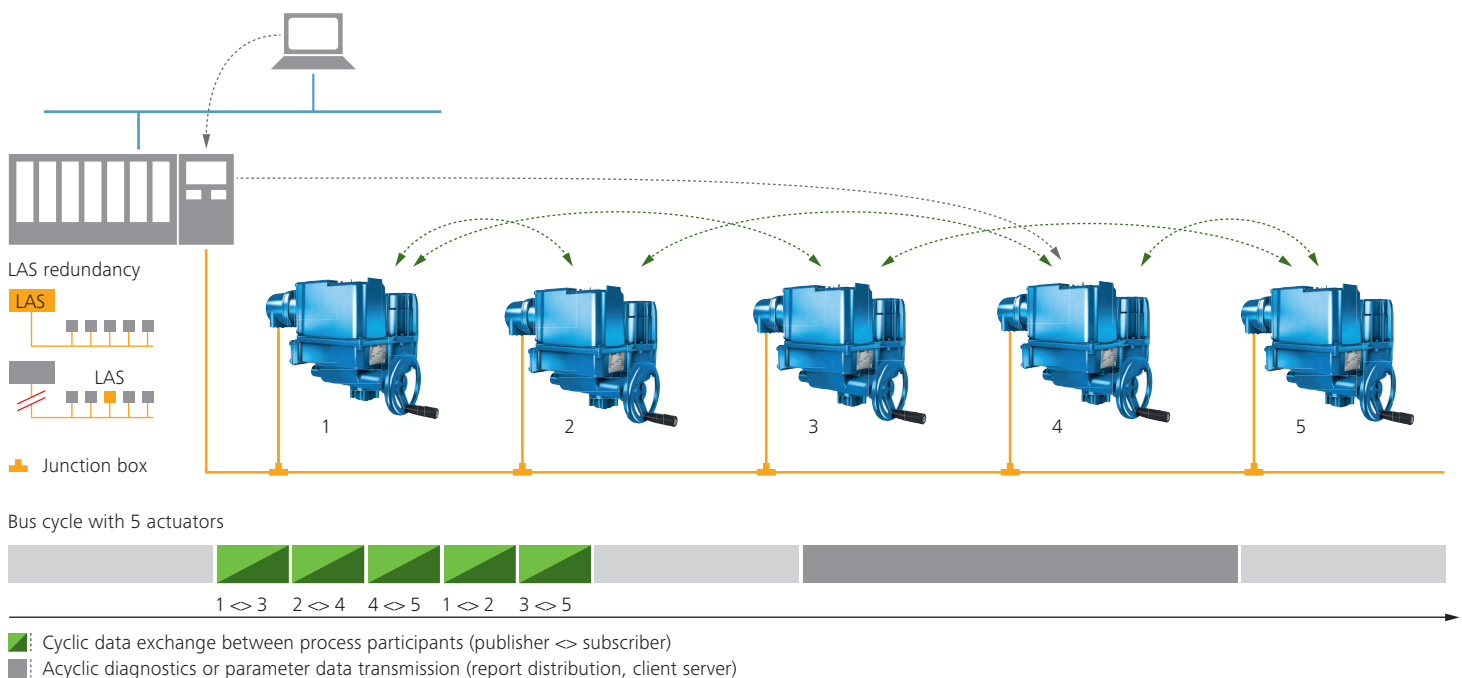 LAS redundancy
LAS
LAS
Junction box
1
2
3
4
5
Bus cycle with 5 actuators
1 <> 3 2 <> 4 4 <> 5 1 <> 2 3 <> 5
Cyclic data exchange between process participants (publisher <> subscriber)
Acyclic diagnostics or parameter data transmission (report distribution, client server)